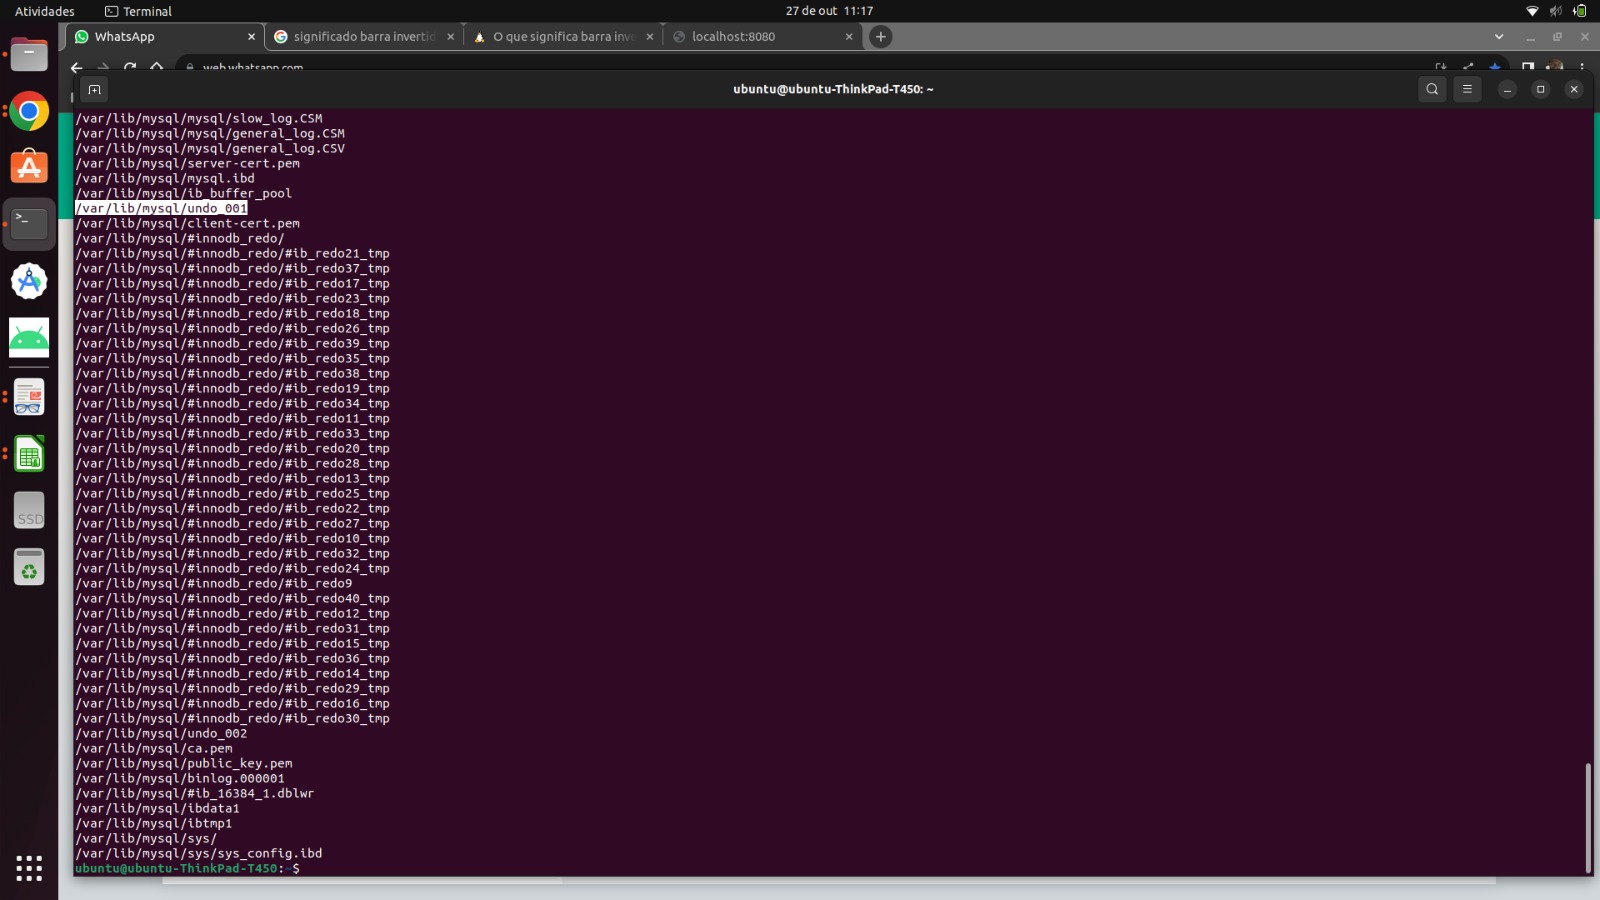 Atividades
Terminal
27 de out 11:17
WhatsApp
significado barra inverti
O que significa barra inv
localhost:8080
web.whatsapp.com
ubuntu@ubuntu-ThinkPad-T450: ~
/var/lib/mysql/mysql/slow_log.CSM
/var/lib/mysql/mysql/general_log.CSM
/var/lib/mysql/mysql/general_log.CSV
/var/lib/mysql/server-cert.pem
/var/lib/mysql/mysql.ibd
/var/lib/mysql/ib_buffer_pool
/var/lib/mysql/undo_001
/var/lib/mysql/client-cert.pem
/var/lib/mysql/#innodb_redo/
/var/lib/mysql/#innodb_redo/#ib_redo21_tmp
/var/lib/mysql/#innodb_redo/#ib_redo37_tmp
/var/lib/mysql/#innodb_redo/#ib_redo17_tmp
/var/lib/mysql/#innodb_redo/#ib_redo23_tmp
/var/lib/mysql/#innodb_redo/#ib_redo18_tmp
/var/lib/mysql/#innodb_redo/#ib_redo26_tmp
/var/lib/mysql/#innodb_redo/#ib_redo39_tmp
/var/lib/mysql/#innodb_redo/#ib_redo35_tmp
/var/lib/mysql/#innodb_redo/#ib_redo38_tmp
/var/lib/mysql/#innodb_redo/#ib_redo19_tmp
/var/lib/mysql/#innodb_redo/#ib_redo34_tmp
/var/lib/mysql/#innodb_redo/#ib_redo11_tmp
/var/lib/mysql/#innodb_redo/#ib_redo33_tmp
/var/lib/mysql/#innodb_redo/#ib_redo20_tmp
/var/lib/mysql/#innodb_redo/#ib_redo28_tmp
/var/lib/mysql/#innodb_redo/#ib_redo13_tmp
/var/lib/mysql/#innodb_redo/#ib_redo25_tmp
/var/lib/mysql/#innodb_redo/#ib_redo22_tmp
/var/lib/mysql/#innodb_redo/#ib_redo27_tmp
/var/lib/mysql/#innodb_redo/#ib_redo10_tmp
/var/lib/mysql/#innodb_redo/#ib_redo32_tmp
/var/lib/mysql/#innodb_redo/#ib_redo24_tmp
/var/lib/mysql/#innodb_redo/#ib_redo9
/var/lib/mysql/#innodb_redo/#ib_redo40_tmp
/var/lib/mysql/#innodb_redo/#ib_redo12_tmp
/var/lib/mysql/#innodb_redo/#ib_redo31_tmp
/var/lib/mysql/#innodb_redo/#ib_redo15_tmp
/var/lib/mysql/#innodb_redo/#ib_redo36_tmp
/var/lib/mysql/#innodb_redo/#ib_redo14_tmp
/var/lib/mysql/#innodb_redo/#ib_redo29_tmp
/var/lib/mysql/#innodb_redo/#ib_redo16_tmp
/var/lib/mysql/#innodb_redo/#ib_redo30_tmp
/var/lib/mysql/undo_002
/var/lib/mysql/ca.pem
/var/lib/mysql/public_key.pem
/var/lib/mysql/binlog.000001
/var/lib/mysql/#ib_16384_1.dblwr
/var/lib/mysql/ibdata1
/var/lib/mysql/ibtmp1
/var/lib/mysql/sys/
/var/lib/mysql/sys/sys_config.ibd
ubuntu@ubuntu-ThinkPad-T450:~$
SSD